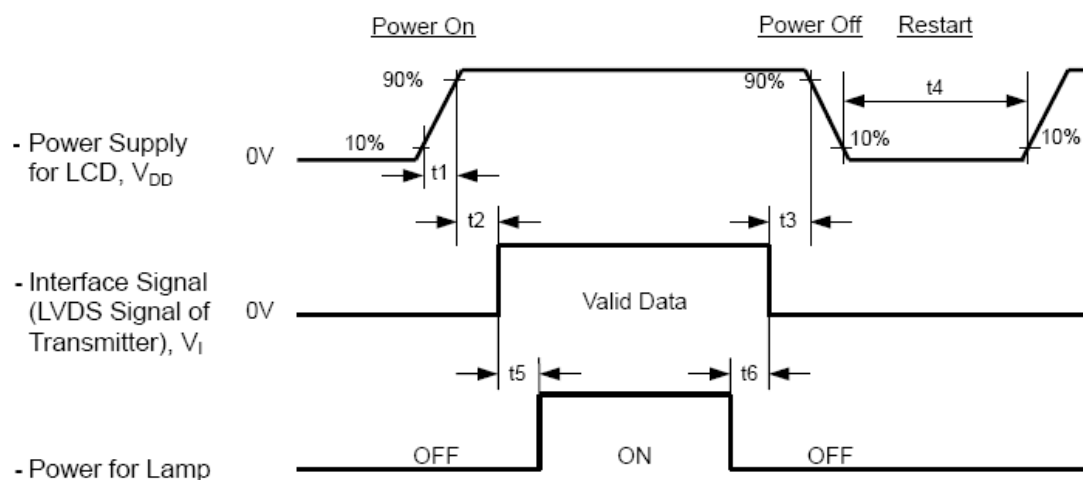 Power On
Power Off
Restart
90%
90%
t4
10%
10%
10%
- Power Supply
for LCD, VDD
0V
t1
t2
t3
- Interface Signal
(LVDS Signal of
Transmitter), VI
0V
Valid Data
t5
t6
- Power for Lamp
OFF
ON
OFF